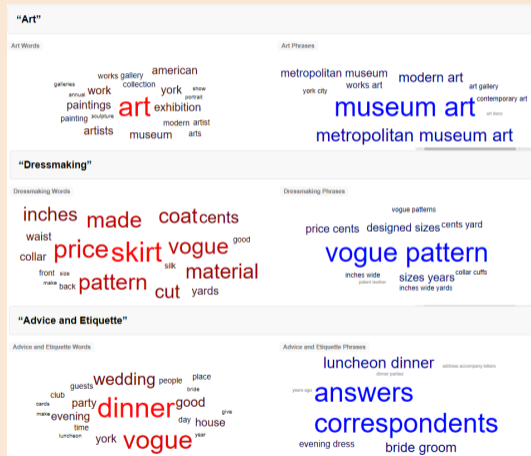 “Art”
Art Words
Art Phrases
works gallery american
galleries collection
annual work york show
portrait
paintings art exhibition
painting sculpture modern artist
artists museum arts
metropolitan museum modern art
york city works art art gallery
museum art contemporary art
metropolitan museum art
“Dressmaking”
Dressmaking Words
Dressmaking Phrases
inches made coat cents
waist
collar price skirt vogue good
front size silk material
make back pattern cut yards
vogue patterns
price cents designed sizes cents yard
vogue pattern
inches wide sizes years collar cuffs
patent leather inches wide yards
“Advice and Etiquette”
Advice and Etiquette Words
Advice and Etiquette Phrases
guests wedding people place
bride
club party dinner good
cards
make evening day house give
time
luncheon york vogue year
luncheon dinner address accompany letters
dinner parties
years ago answers
correspondents
evening dress bride groom